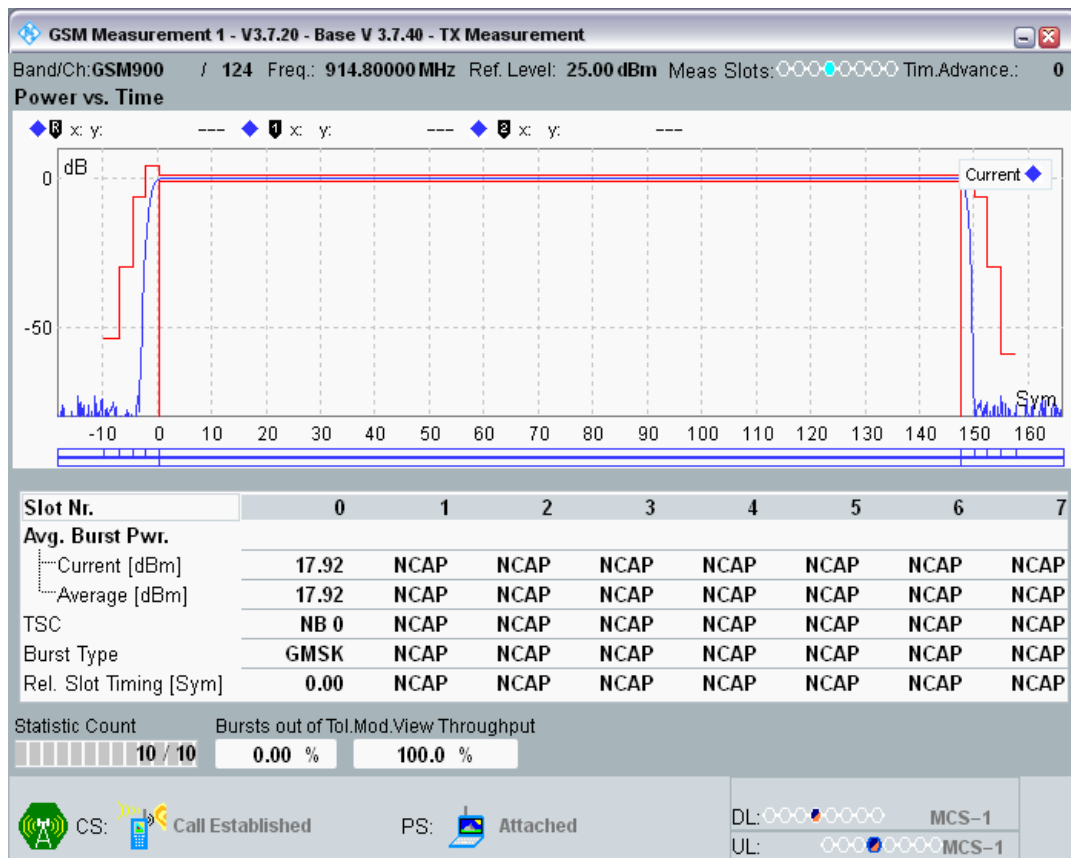 GSM Measurement 1 - V3.7.20 - Base V 3.7.40 - TX Measurement
Band/Ch:GSM900 / 124 Freq.: 914.80000 MHz Ref. Level: 25.00 dBm Meas Slots: Tim.Advance.: 0
Power vs. Time
R x: y: --- 1 x: y: --- 2 x: y: ---
dB
0
Current
-50
Sym
-10 0 10 20 30 40 50 60 70 80 90 100 110 120 130 140 150 160
Slot Nr. 0 1 2 3 4 5 6 7
Avg. Burst Pwr.
Current [dBm] 17.92 NCAP NCAP NCAP NCAP NCAP NCAP NCAP
Average [dBm] 17.92 NCAP NCAP NCAP NCAP NCAP NCAP NCAP
TSC NB 0 NCAP NCAP NCAP NCAP NCAP NCAP NCAP
Burst Type GMSK NCAP NCAP NCAP NCAP NCAP NCAP NCAP
Rel. Slot Timing [Sym] 0.00 NCAP NCAP NCAP NCAP NCAP NCAP NCAP
Statistic Count Bursts out of Tol.Mod.View Throughput
10 / 10 0.00 % 100.0 %
CS: Call Established PS: Attached
DL: MCS-1
UL: MCS-1